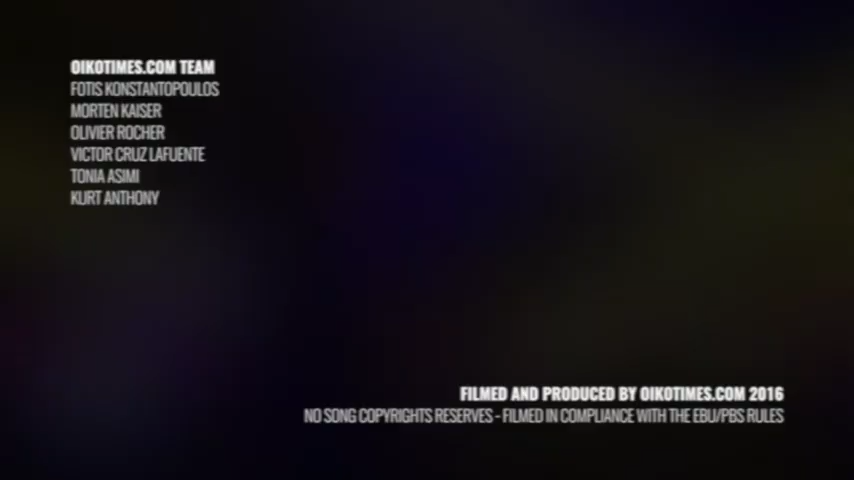 OIKOTIMES.COM TEAM
FOTIS KONSTANTOPOULOS
MORTEN KAISER
OLIVIER ROCHER
VICTOR CRUZ LAFUENTE
TONIA ASIMI
KURT ANTHONY
FILMED AND PRODUCED BY OIKOTIMES.COM 2016
NO SONG COPYRIGHTS RESERVES - FILMED IN COMPLIANCE WITH THE EBU/PBS RULES